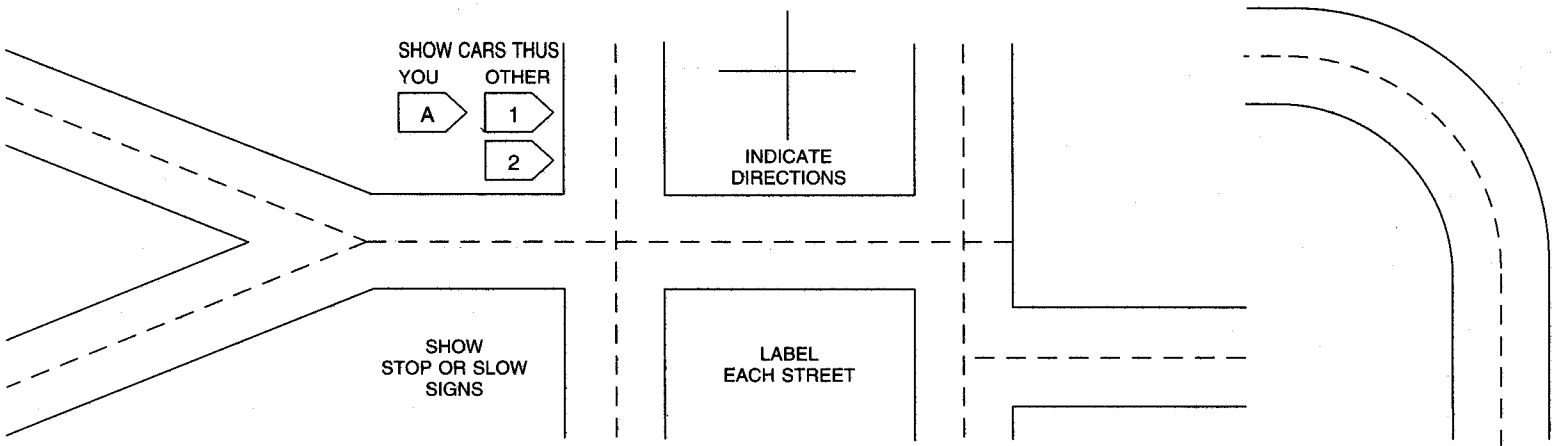 SHOW CARS THUS
YOU OTHER
A 1
2
INDICATE
DIRECTIONS
SHOW
STOP OR SLOW
SIGNS
LABEL
EACH STREET